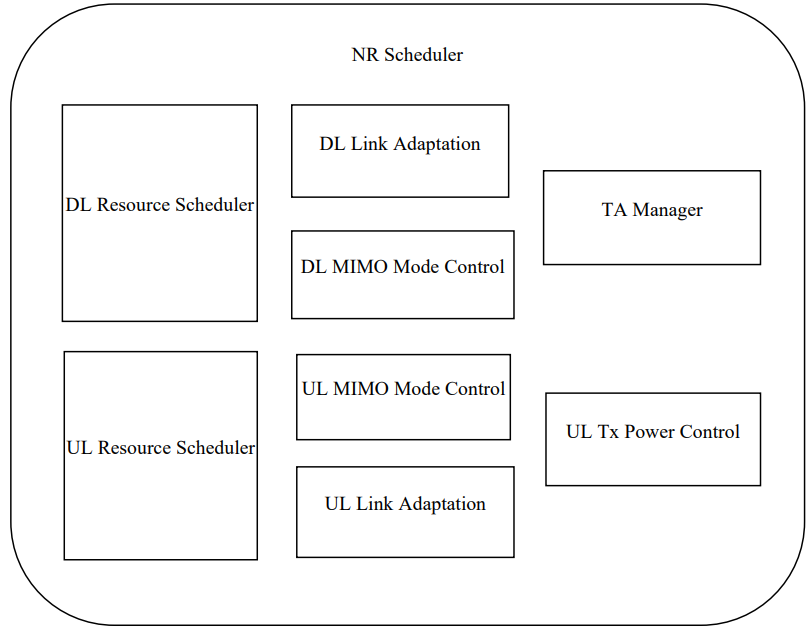 NR Scheduler
DL Resource Scheduler
DL Link Adaptation
DL MIMO Mode Control
TA Manager
UL Resource Scheduler
UL MIMO Mode Control
UL Link Adaptation
UL Tx Power Control